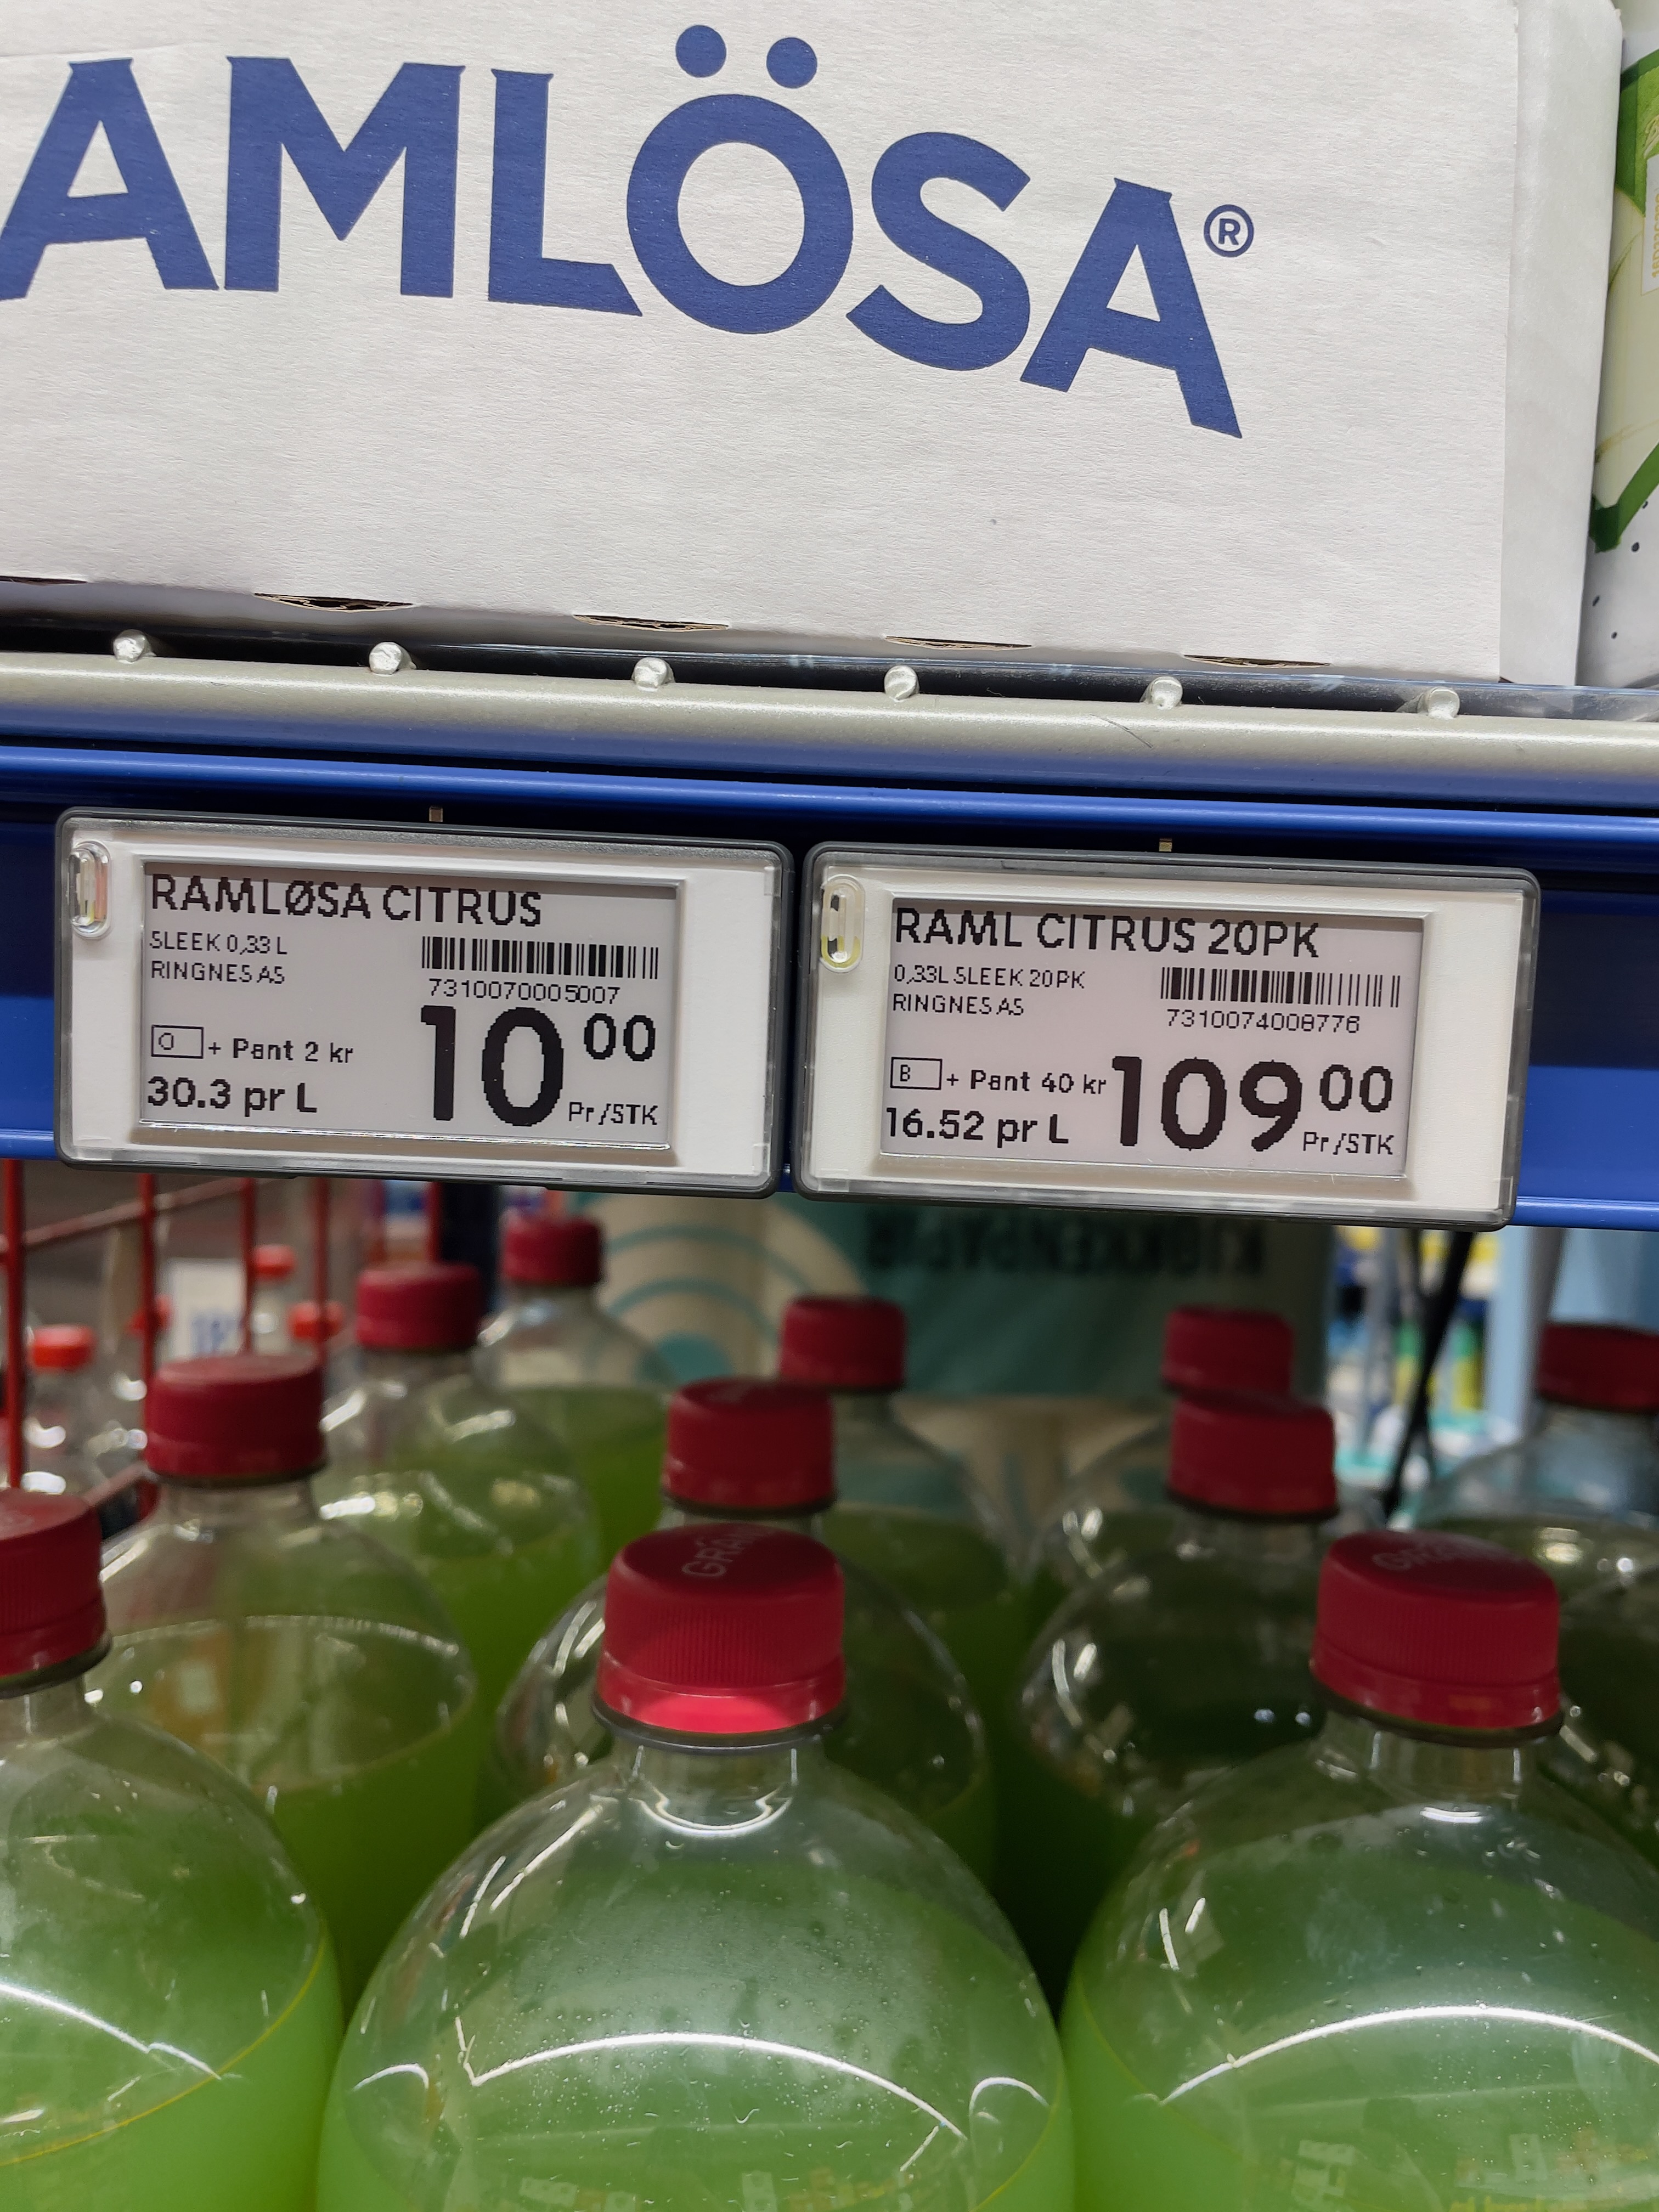 AMLÖSA®
RAMLØSA CITRUS
SLEEK 0,33 L
RINGNES AS
7310070005007
O + Pant 2 kr
30.3 pr L
10 00
Pr/STK
RAML CITRUS 20PK
0,33L SLEEK 20PK
RINGNES AS
7310074008776
B + Pant 40 kr
16.52 pr L
109 00
Pr/STK
KJØKKENPAPIR